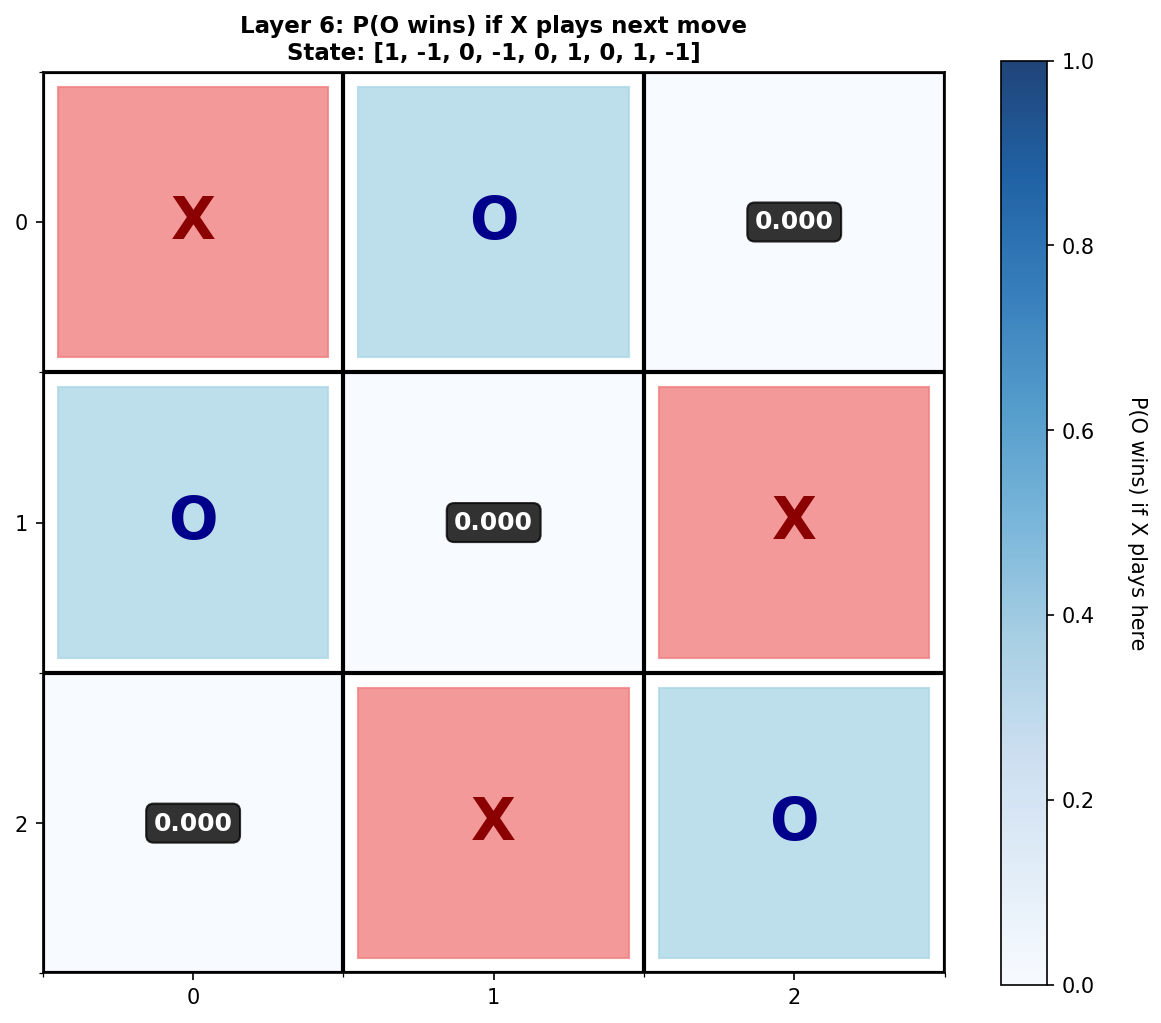 Layer 6: P(O wins) if X plays next move
State: [1, -1, 0, -1, 0, 1, 0, 1, -1]
X
O
0.000
O
0.000
X
0.000
X
O
0
1
2
0
1
2
1.0
0.8
0.6
0.4
0.2
0.0
P(O wins) if X plays here